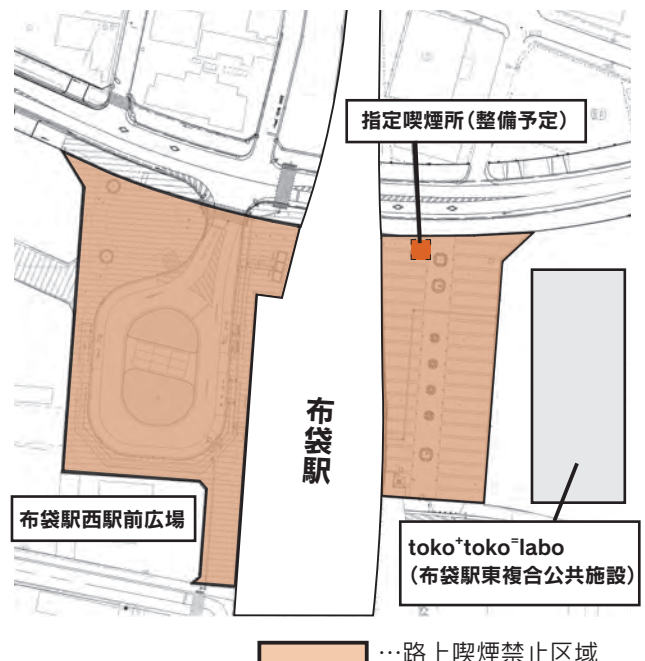 指定喫煙所（整備予定）
布袋駅
布袋駅西駅前広場
toko⁺toko⁼labo
（布袋駅東複合公共施設）
…路上喫煙禁止区域